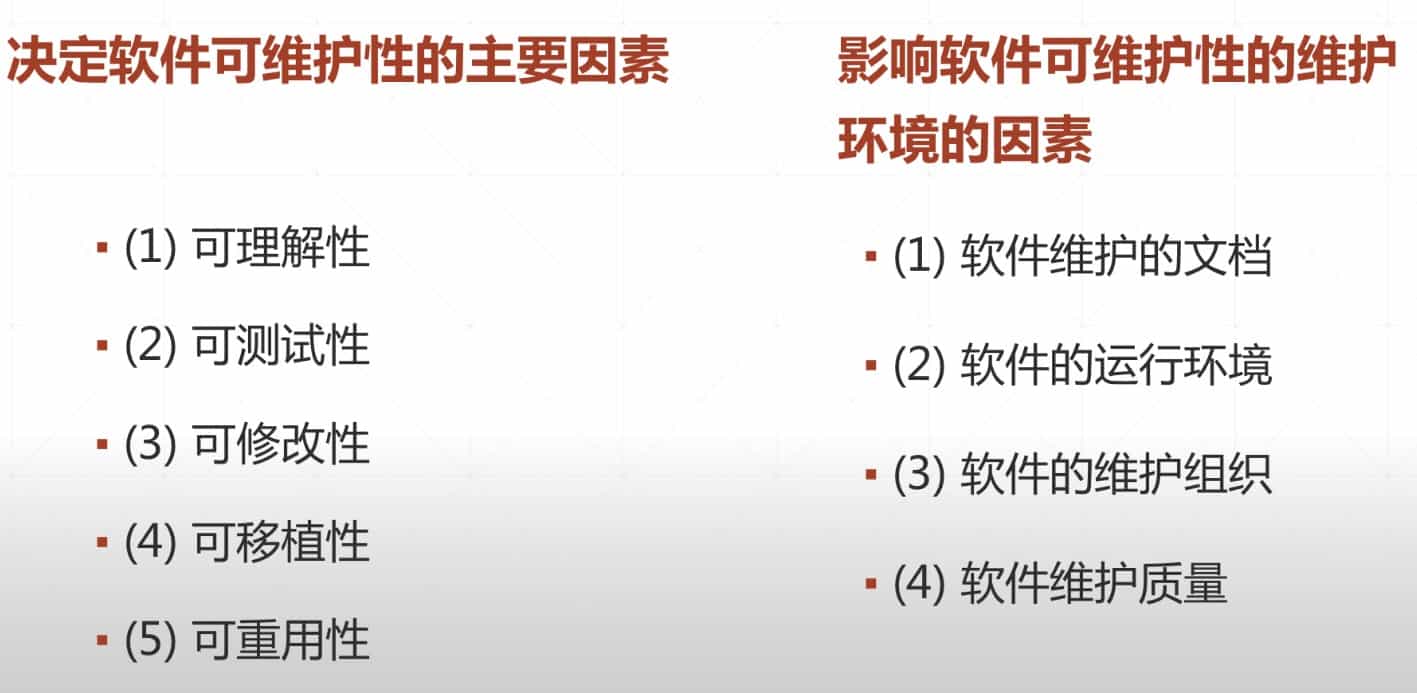 决定软件可维护性的主要因素
(1) 可理解性
(2) 可测试性
(3) 可修改性
(4) 可移植性
(5) 可重用性
影响软件可维护性的维护
环境的因素
(1) 软件维护的文档
(2) 软件的运行环境
(3) 软件的维护组织
(4) 软件维护质量